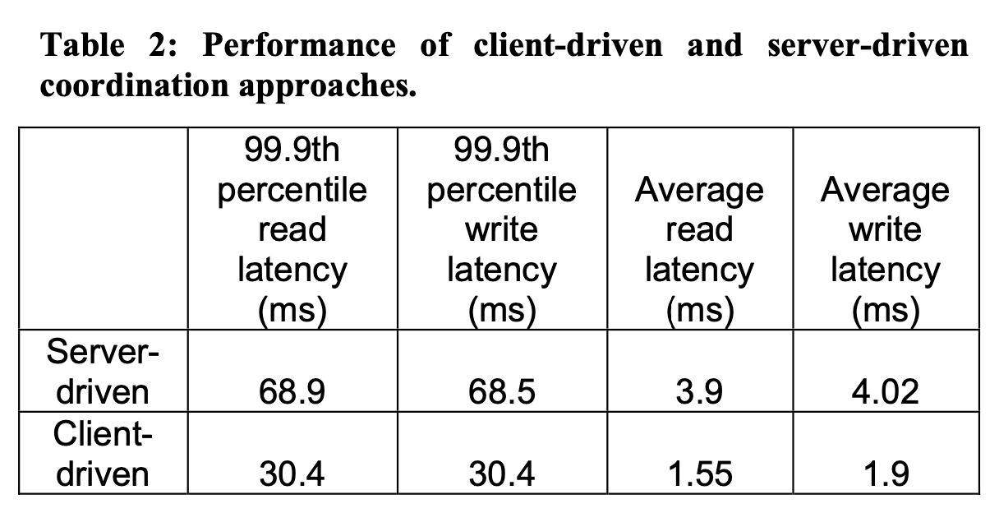 Table 2: Performance of client-driven and server-driven
coordination approaches.
99.9th
percentile
read
latency
(ms)
99.9th
percentile
write
latency
(ms)
Average
read
latency
(ms)
Average
write
latency
(ms)
Server-
driven
68.9
68.5
3.9
4.02
Client-
driven
30.4
30.4
1.55
1.9